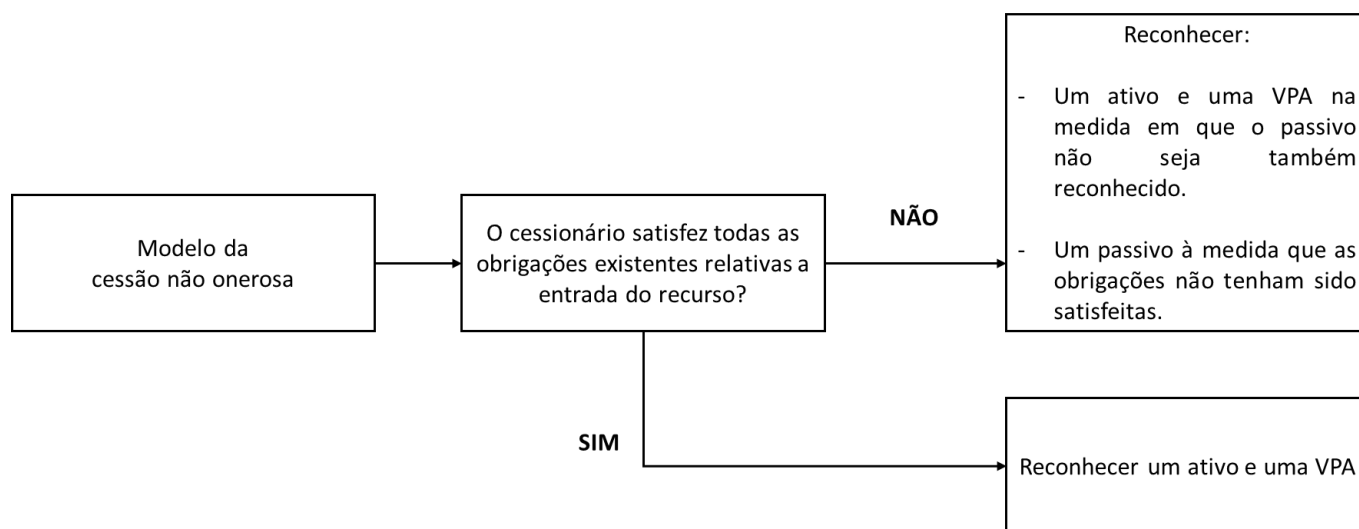 Modelo da
cessão não onerosa
O cessionário satisfez todas as
obrigações existentes relativas a
entrada do recurso?
NÃO
Reconhecer:
- Um ativo e uma VPA na
medida em que o passivo
não seja também
reconhecido.
- Um passivo à medida que as
obrigações não tenham sido
satisfeitas.
SIM
Reconhecer um ativo e uma VPA